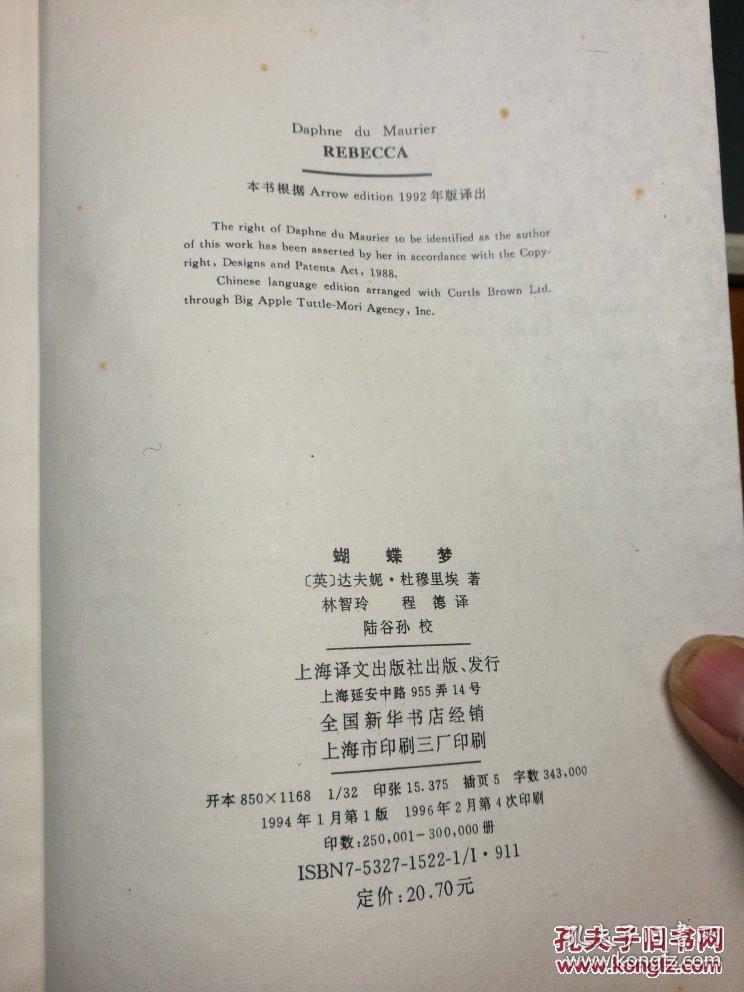 Daphne du Maurier
REBECCA
本书根据 Arrow edition 1992 年版译出
The right of Daphne du Maurier to be identified as the author
of this work has been asserted by her in accordance with the Copy-
right, Designs and Patents Act, 1988.
Chinese language edition arranged with Curtls Brown Ltd.
through Big Apple Tuttle-Mori Agency, Inc.
蝴蝶梦
〔英〕达夫妮·杜穆里埃 著
林智玲 程德 译
陆谷孙 校
上海译文出版社出版、发行
上海延安中路 955 弄 14 号
全国新华书店经销
上海市印刷三厂印刷
开本 850×1168 1/32 印张 15.375 插页 5 字数 343,000
1994 年 1 月第 1 版 1996 年 2 月第 4 次印刷
印数:250,001-300,000 册
ISBN7-5327-1522-1/I·911
定价:20.70 元
孔夫子旧书网
www.kongfz.com